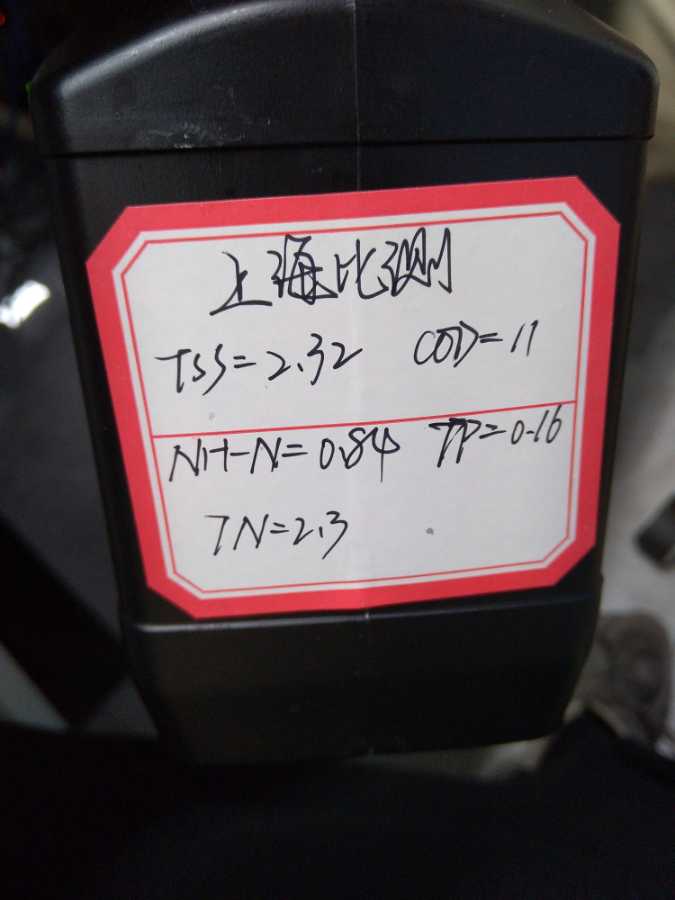 上海比测
TSS=2.32 COD=11
NH-N=0.84 TP=0.16
TN=2.3